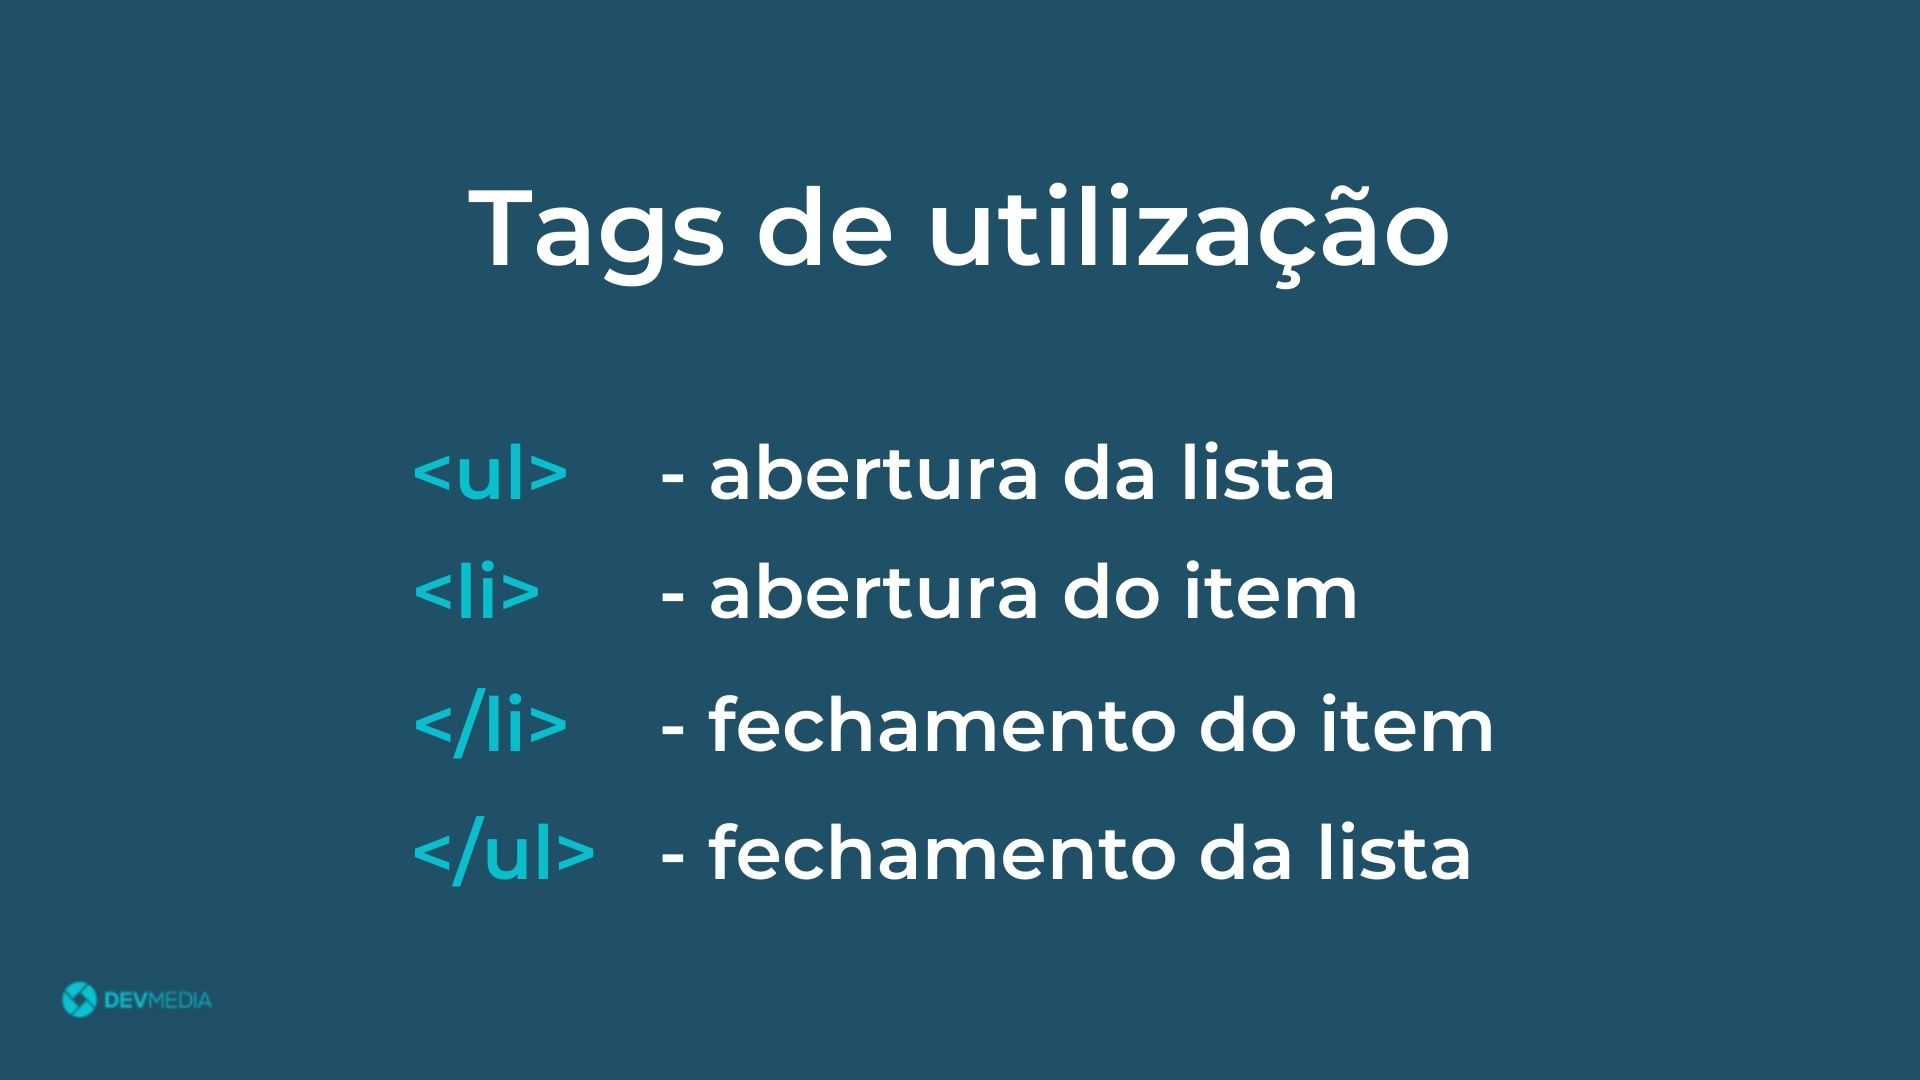 Tags de utilização
<ul> - abertura da lista
<li> - abertura do item
</li> - fechamento do item
</ul> - fechamento da lista
DEVMEDIA